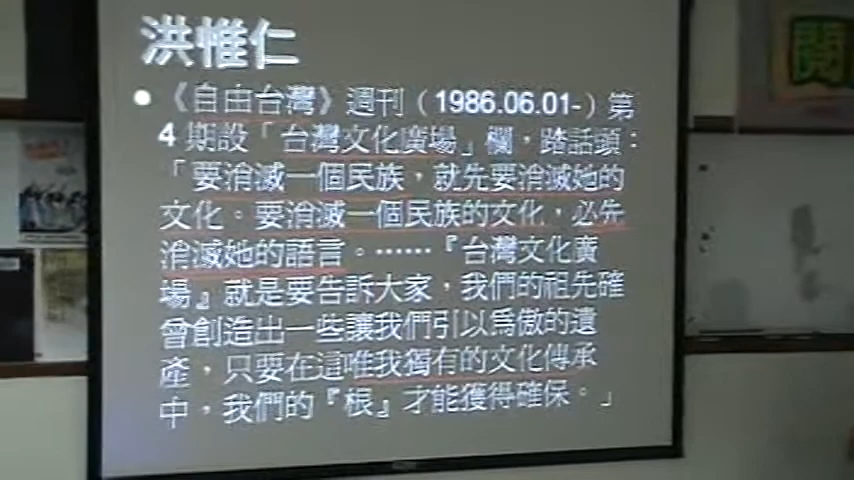 洪惟仁
《自由台灣》週刊（1986.06.01-）第
4 期設「台灣文化廣場」欄，踏話頭：
「要消滅一個民族，就先要消滅她的
文化。要消滅一個民族的文化，必先
消滅她的語言。⋯⋯『台灣文化廣
場』就是要告訴大家，我們的祖先確
曾創造出一些讓我們引以為傲的遺
產，只要在這唯我獨有的文化傳承
中，我們的『根』才能獲得確保。」